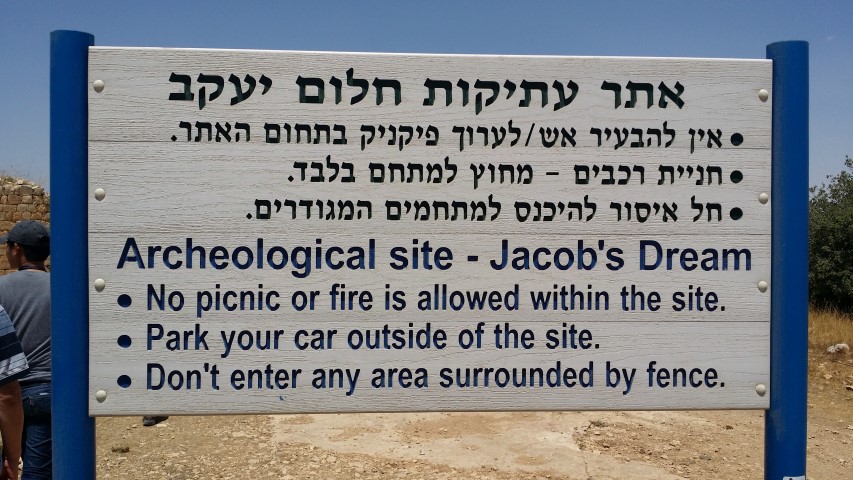 אתר עתיקות חלום יעקב
• אין להבעיר אש/לערוך פיקניק בתחום האתר.
• חניית רכבים – מחוץ למתחם בלבד.
• חל איסור להיכנס למתחמים המגודרים.
Archeological site - Jacob's Dream
• No picnic or fire is allowed within the site.
• Park your car outside of the site.
• Don't enter any area surrounded by fence.